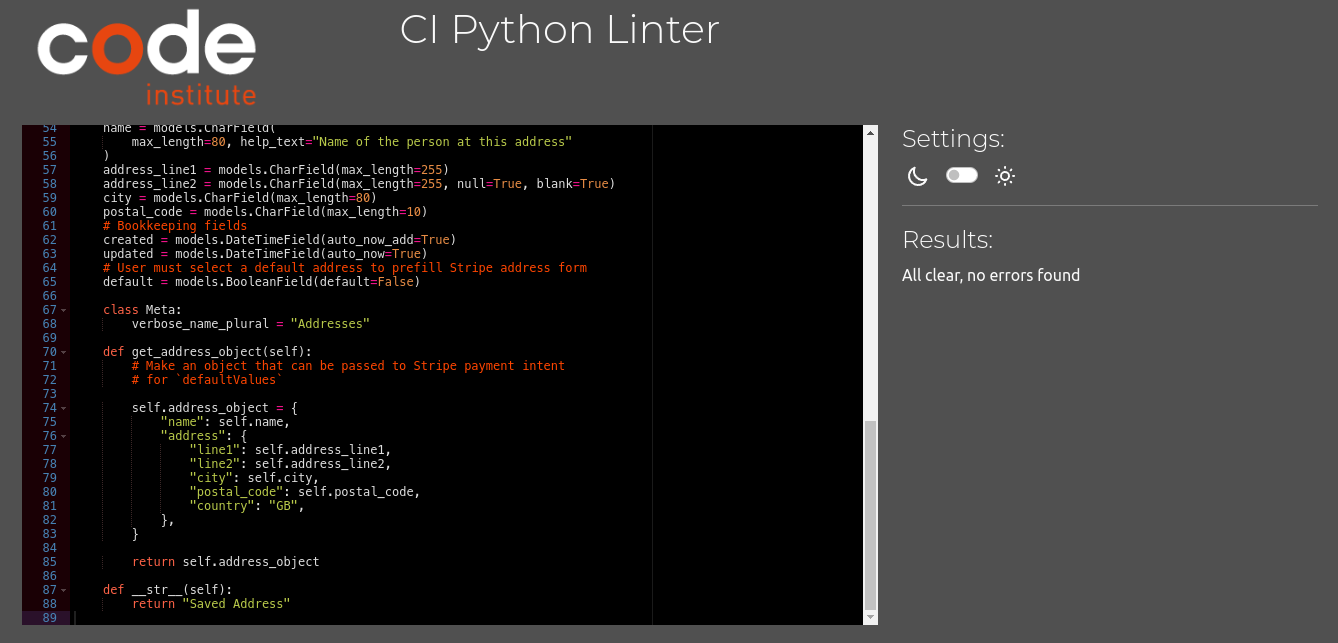 code
institute
CI Python Linter
54 name = models.CharField(
55 max_length=80, help_text="Name of the person at this address"
56 )
57 address_line1 = models.CharField(max_length=255)
58 address_line2 = models.CharField(max_length=255, null=True, blank=True)
59 city = models.CharField(max_length=80)
60 postal_code = models.CharField(max_length=10)
61 # Bookkeeping fields
62 created = models.DateTimeField(auto_now_add=True)
63 updated = models.DateTimeField(auto_now=True)
64 # User must select a default address to prefill Stripe address form
65 default = models.BooleanField(default=False)
66
67 class Meta:
68 verbose_name_plural = "Addresses"
69
70 def get_address_object(self):
71 # Make an object that can be passed to Stripe payment intent
72 # for `defaultValues`
73
74 self.address_object = {
75 "name": self.name,
76 "address": {
77 "line1": self.address_line1,
78 "line2": self.address_line2,
79 "city": self.city,
80 "postal_code": self.postal_code,
81 "country": "GB",
82 },
83 }
84
85 return self.address_object
86
87 def __str__(self):
88 return "Saved Address"
89
Settings:
Results:
All clear, no errors found